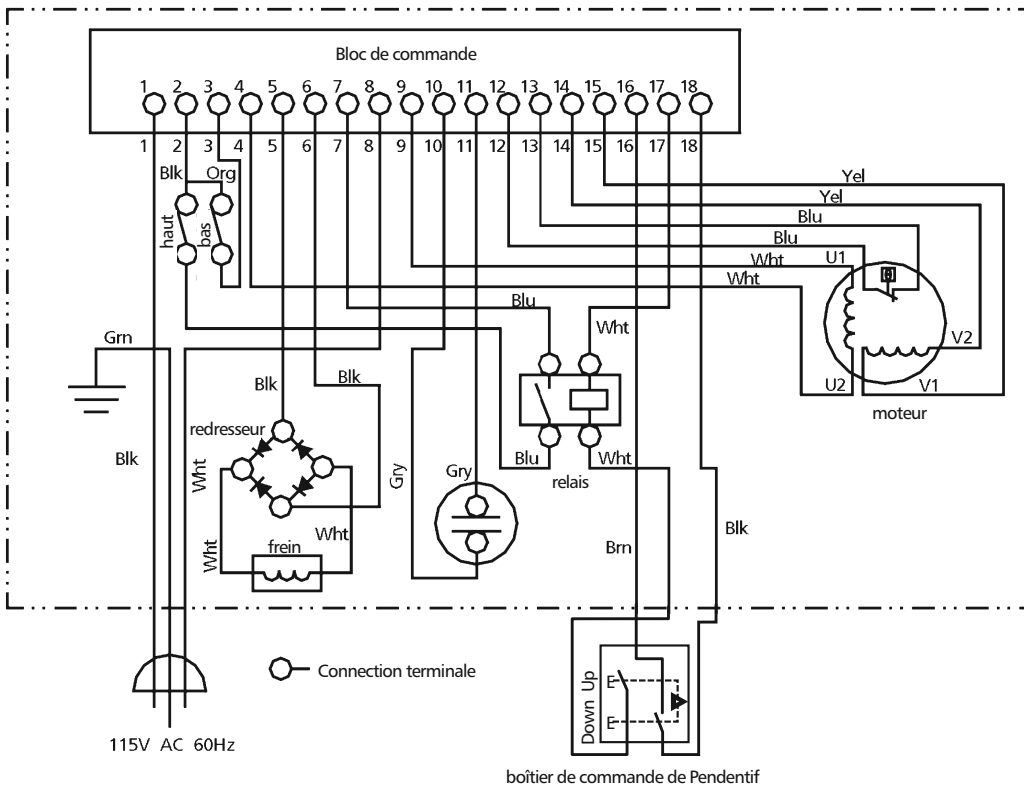 Bloc de commande
1 2 3 4 5 6 7 8 9 10 11 12 13 14 15 16 17 18
1 2 3 4 5 6 7 8 9 10 11 12 13 14 15 16 17 18
Blk Org
haut
bas
Yel
Yel
Blu
Blu
Wht U1
Wht
Blu
Wht
Grn
V2
Blk Blk
U2 V1
moteur
redresseur
Blk
Wht
Gry
Gry
Blu Wht
relais
Wht
Wht
frein
Brn
Blk
Connection terminale
Down Up
E
E
115V AC 60Hz
boîtier de commande de Pendentif